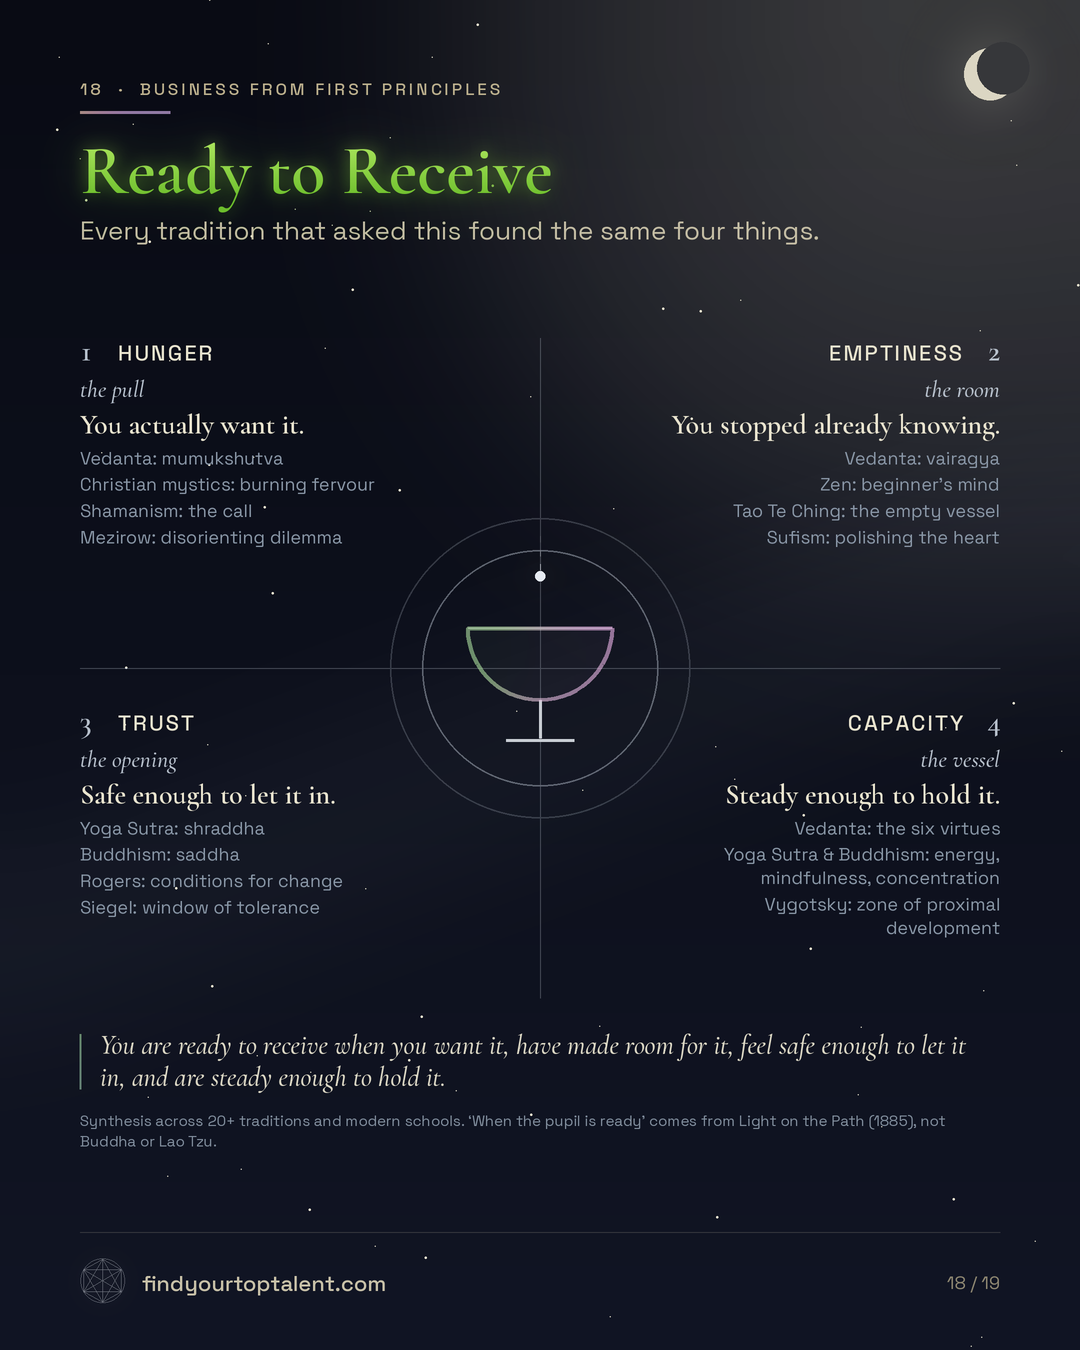 18 · BUSINESS FROM FIRST PRINCIPLES
Ready to Receive
Every tradition that asked this found the same four things.
1 HUNGER
the pull
You actually want it.
Vedanta: mumukshutva
Christian mystics: burning fervour
Shamanism: the call
Mezirow: disorienting dilemma
EMPTINESS 2
the room
You stopped already knowing.
Vedanta: vairagya
Zen: beginner's mind
Tao Te Ching: the empty vessel
Sufism: polishing the heart
3 TRUST
the opening
Safe enough to let it in.
Yoga Sutra: shraddha
Buddhism: saddha
Rogers: conditions for change
Siegel: window of tolerance
CAPACITY 4
the vessel
Steady enough to hold it.
Vedanta: the six virtues
Yoga Sutra & Buddhism: energy,
mindfulness, concentration
Vygotsky: zone of proximal
development
You are ready to receive when you want it, have made room for it, feel safe enough to let it
in, and are steady enough to hold it.
Synthesis across 20+ traditions and modern schools. ‘When the pupil is ready’ comes from Light on the Path (1885), not
Buddha or Lao Tzu.
findyourtoptalent.com
18 / 19